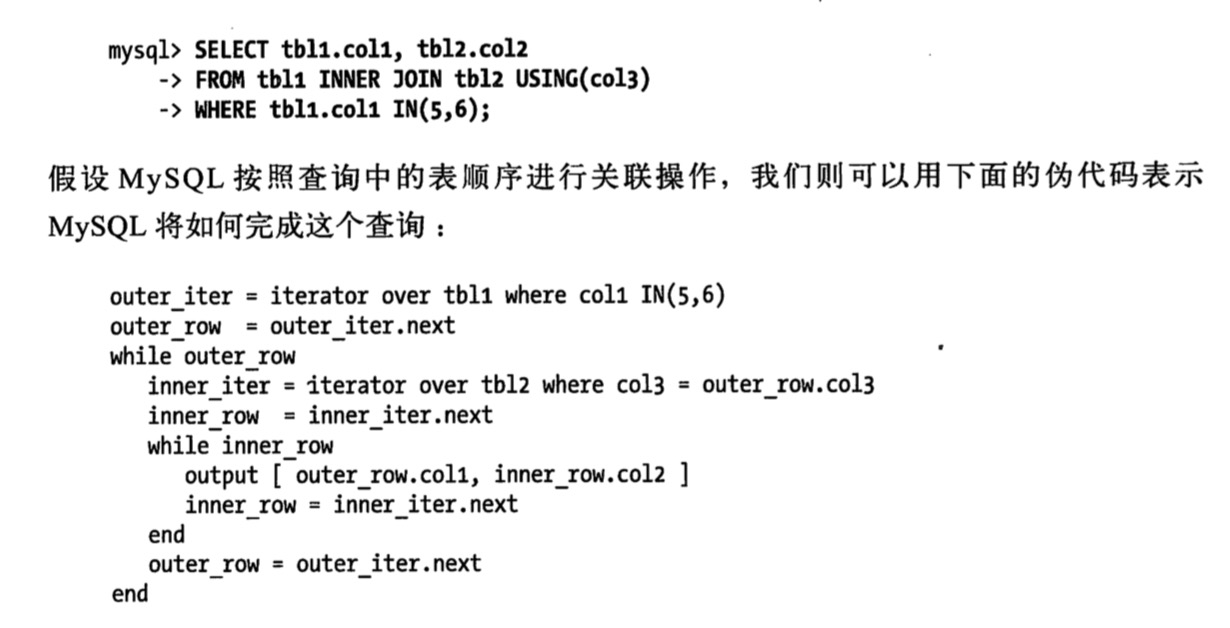 mysql> SELECT tbl1.col1, tbl2.col2
-> FROM tbl1 INNER JOIN tbl2 USING(col3)
-> WHERE tbl1.col1 IN(5,6);
假设 MySQL 按照查询中的表顺序进行关联操作，我们则可以用下面的伪代码表示
MySQL 将如何完成这个查询：
outer_iter = iterator over tbl1 where col1 IN(5,6)
outer_row = outer_iter.next
while outer_row
inner_iter = iterator over tbl2 where col3 = outer_row.col3
inner_row = inner_iter.next
while inner_row
output [ outer_row.col1, inner_row.col2 ]
inner_row = inner_iter.next
end
outer_row = outer_iter.next
end